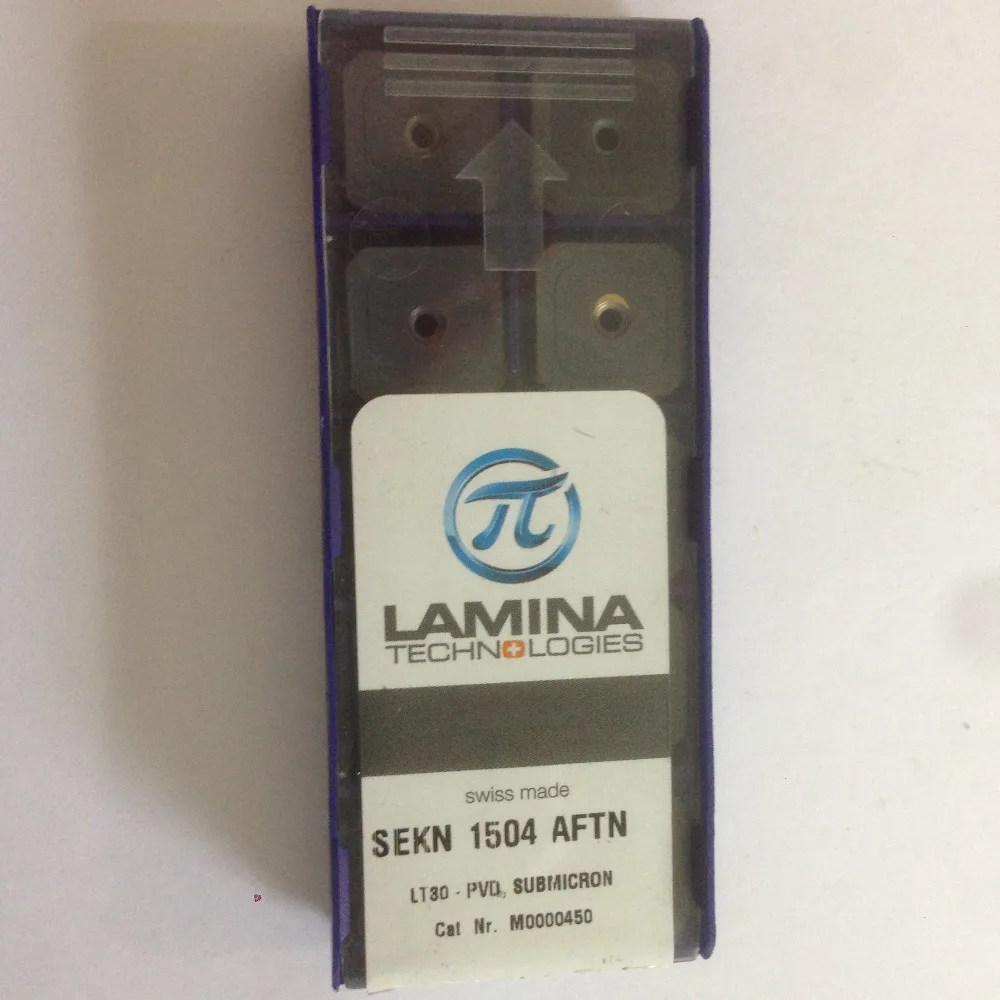 π
LAMINA
TECHNOLOGIES
swiss made
SEKN 1504 AFTN
LT30 - PVD, SUBMICRON
Cat Nr. M0000450